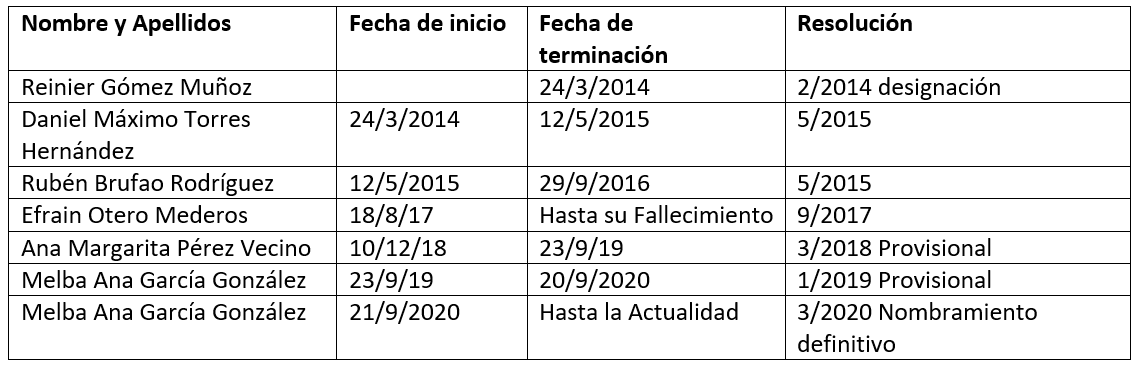 Nombre y Apellidos Fecha de inicio Fecha de terminación Resolución
Reinier Gómez Muñoz 24/3/2014 2/2014 designación
Daniel Máximo Torres Hernández 24/3/2014 12/5/2015 5/2015
Rubén Brufao Rodríguez 12/5/2015 29/9/2016 5/2015
Efrain Otero Mederos 18/8/17 Hasta su Fallecimiento 9/2017
Ana Margarita Pérez Vecino 10/12/18 23/9/19 3/2018 Provisional
Melba Ana García González 23/9/19 20/9/2020 1/2019 Provisional
Melba Ana García González 21/9/2020 Hasta la Actualidad 3/2020 Nombramiento definitivo